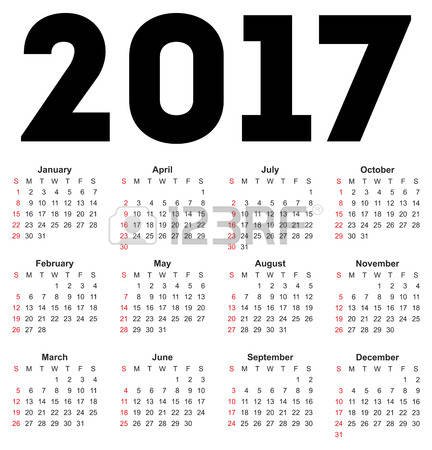 2017
January
S M T W T F S
1 2 3 4 5 6 7
8 9 10 11 12 13 14
15 16 17 18 19 20 21
22 23 24 25 26 27 28
29 30 31
February
S M T W T F S
1 2 3 4
5 6 7 8 9 10 11
12 13 14 15 16 17 18
19 20 21 22 23 24 25
26 27 28
March
S M T W T F S
1 2 3 4
5 6 7 8 9 10 11
12 13 14 15 16 17 18
19 20 21 22 23 24 25
26 27 28 29 30 31
April
S M T W T F S
1
2 3 4 5 6 7 8
9 10 11 12 13 14 15
16 17 18 19 20 21 22
23 24 25 26 27 28 29
30
May
S M T W T F S
1 2 3 4 5 6
7 8 9 10 11 12 13
14 15 16 17 18 19 20
21 22 23 24 25 26 27
28 29 30 31
June
S M T W T F S
1 2 3
4 5 6 7 8 9 10
11 12 13 14 15 16 17
18 19 20 21 22 23 24
25 26 27 28 29 30
July
S M T W T F S
1
2 3 4 5 6 7 8
9 10 11 12 13 14 15
16 17 18 19 20 21 22
23 24 25 26 27 28 29
30 31
August
S M T W T F S
1 2 3 4 5
6 7 8 9 10 11 12
13 14 15 16 17 18 19
20 21 22 23 24 25 26
27 28 29 30 31
September
S M T W T F S
1 2
3 4 5 6 7 8 9
10 11 12 13 14 15 16
17 18 19 20 21 22 23
24 25 26 27 28 29 30
October
S M T W T F S
1 2 3 4 5 6 7
8 9 10 11 12 13 14
15 16 17 18 19 20 21
22 23 24 25 26 27 28
29 30 31
November
S M T W T F S
1 2 3 4
5 6 7 8 9 10 11
12 13 14 15 16 17 18
19 20 21 22 23 24 25
26 27 28 29 30
December
S M T W T F S
1 2
3 4 5 6 7 8 9
10 11 12 13 14 15 16
17 18 19 20 21 22 23
24 25 26 27 28 29 30
31
123RF